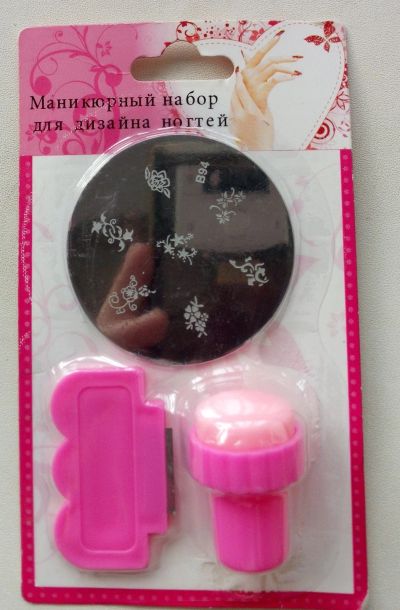 Маникюрный набор
для дизайна ногтей
B94